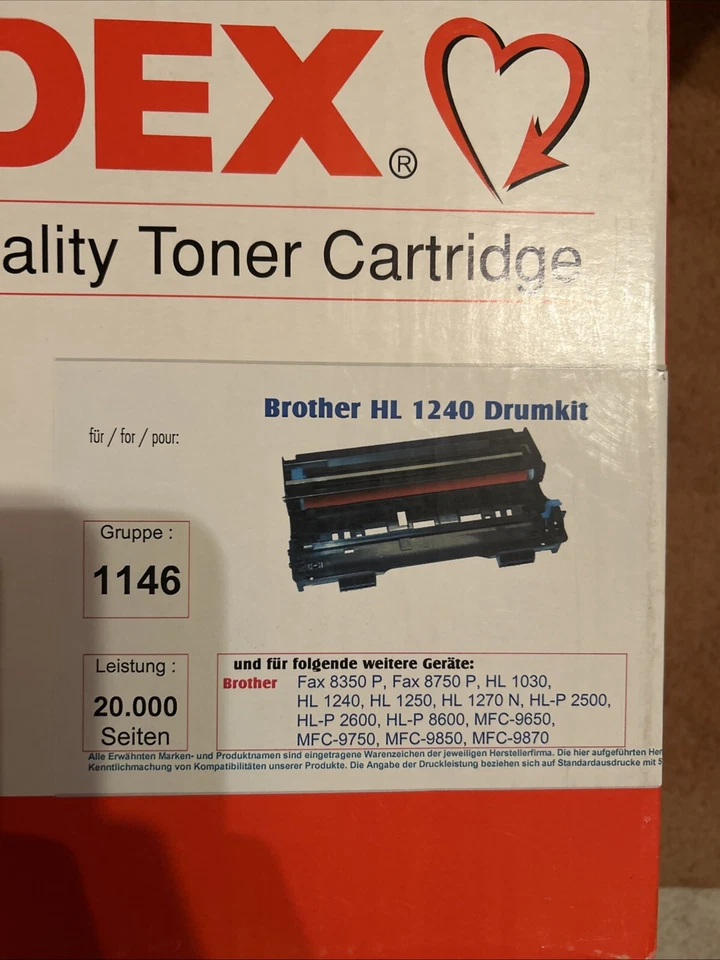 DEX ®
ality Toner Cartridge
Brother HL 1240 Drumkit
für / for / pour:
Gruppe :
1146
Leistung :
20.000
Seiten
und für folgende weitere Geräte:
Brother Fax 8350 P, Fax 8750 P, HL 1030,
HL 1240, HL 1250, HL 1270 N, HL-P 2500,
HL-P 2600, HL-P 8600, MFC-9650,
MFC-9750, MFC-9850, MFC-9870
Alle Erwähnten Marken- und Produktnamen sind eingetragene Warenzeichen der jeweiligen Herstellerfirma. Die hier aufgeführten Her
Kenntlichmachung von Kompatibilitäten unserer Produkte. Die Angabe der Druckleistung beziehen sich auf Standardausdrucke mit 5